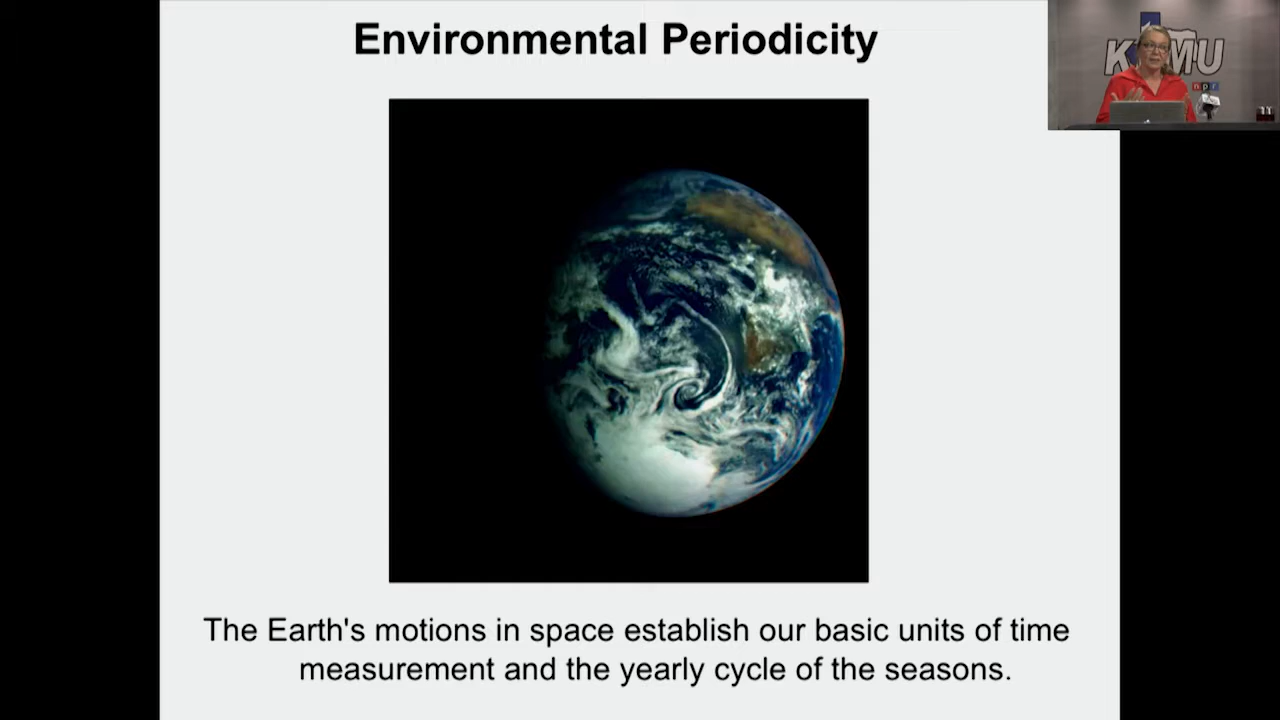 Environmental Periodicity
npr
The Earth's motions in space establish our basic units of time
measurement and the yearly cycle of the seasons.